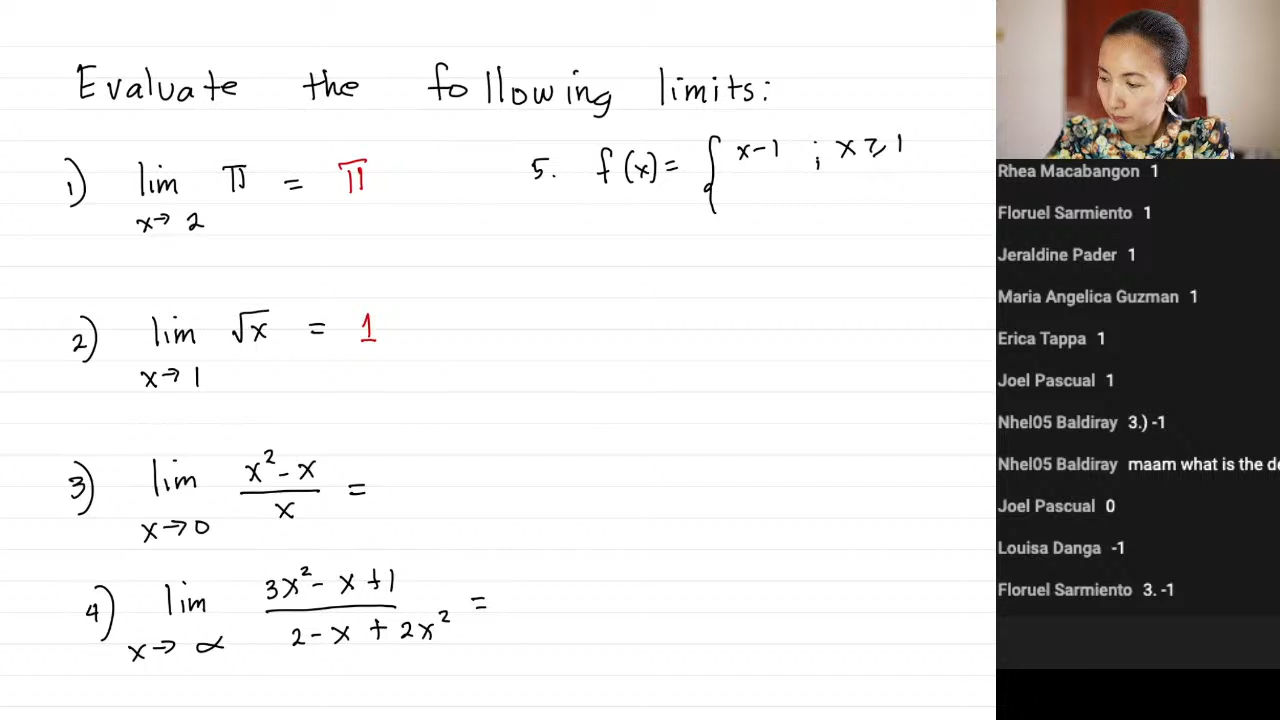 Evaluate the following limits:
1) lim x→2 π = π
5. f(x) = { x-1 ; x ≥ 1
2) lim x→1 √x = 1
3) lim x→0 (x² - x)/x =
4) lim x→∝ (3x² - x + 1)/(2 - x + 2x²) =
Rhea Macabangon 1
Floruel Sarmiento 1
Jeraldine Pader 1
Maria Angelica Guzman 1
Erica Tappa 1
Joel Pascual 1
Nhel05 Baldiray 3.) -1
Nhel05 Baldiray maam what is the de
Joel Pascual 0
Louisa Danga -1
Floruel Sarmiento 3. -1